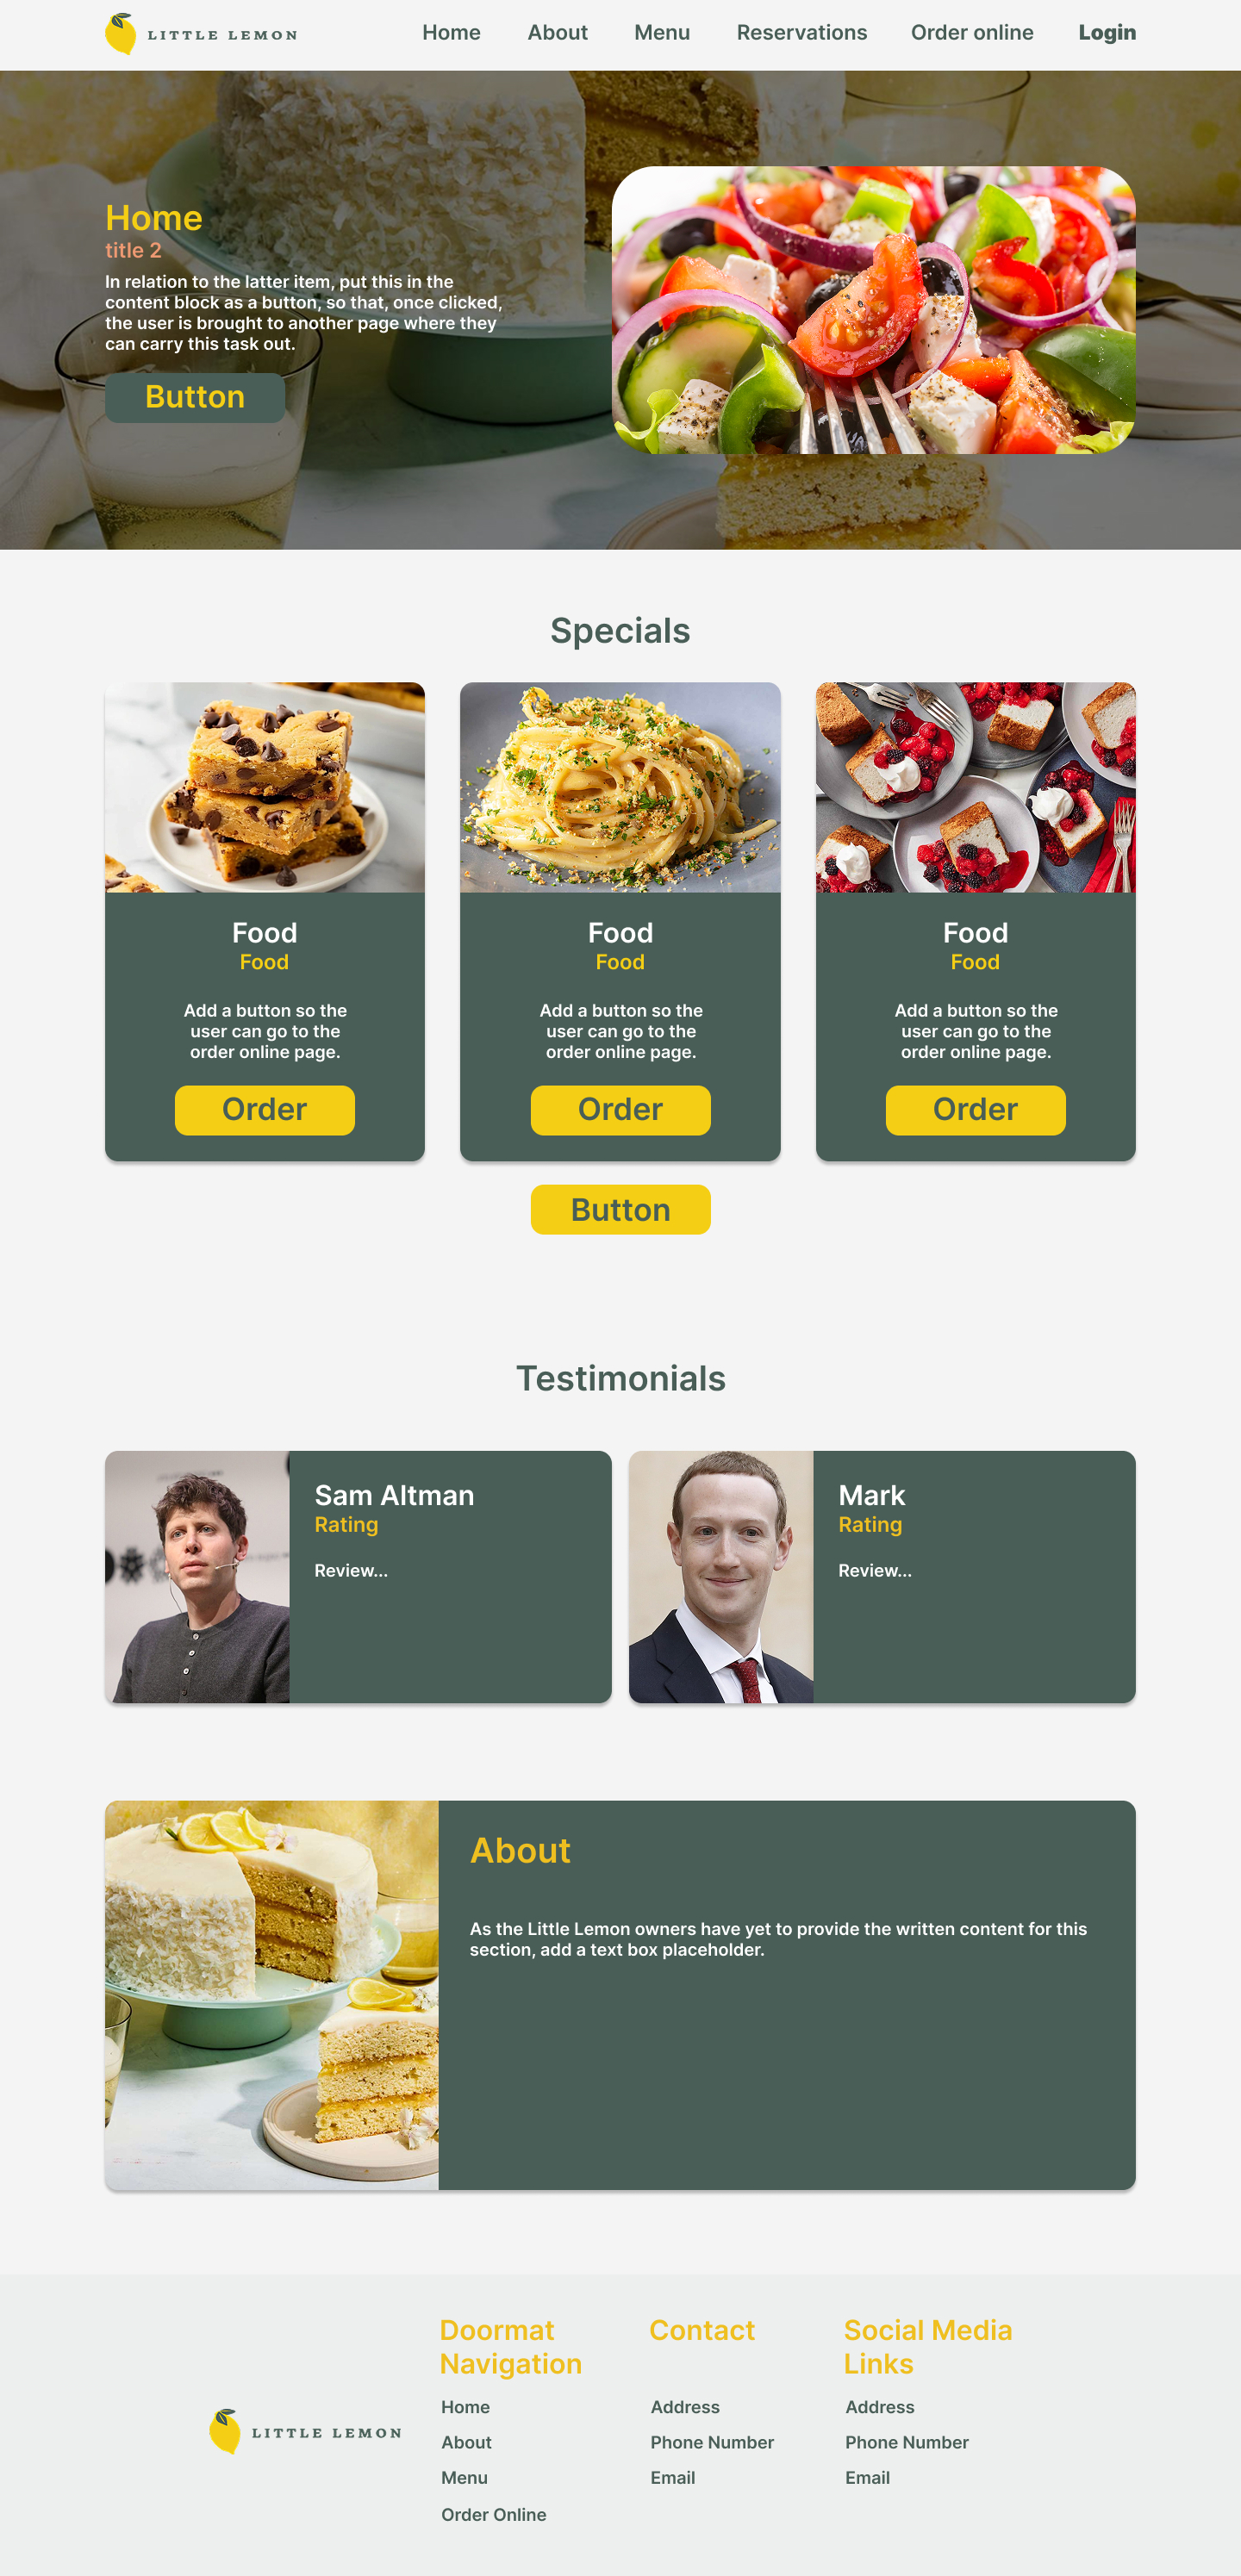 LITTLE LEMON
Home
About
Menu
Reservations
Order online
Login
Home
title 2
In relation to the latter item, put this in the
content block as a button, so that, once clicked,
the user is brought to another page where they
can carry this task out.
Button
Specials
Food
Food
Add a button so the
user can go to the
order online page.
Order
Food
Food
Add a button so the
user can go to the
order online page.
Order
Food
Food
Add a button so the
user can go to the
order online page.
Order
Button
Testimonials
Sam Altman
Rating
Review...
Mark
Rating
Review...
About
As the Little Lemon owners have yet to provide the written content for this
section, add a text box placeholder.
LITTLE LEMON
Doormat
Navigation
Home
About
Menu
Order Online
Contact
Address
Phone Number
Email
Social Media
Links
Address
Phone Number
Email